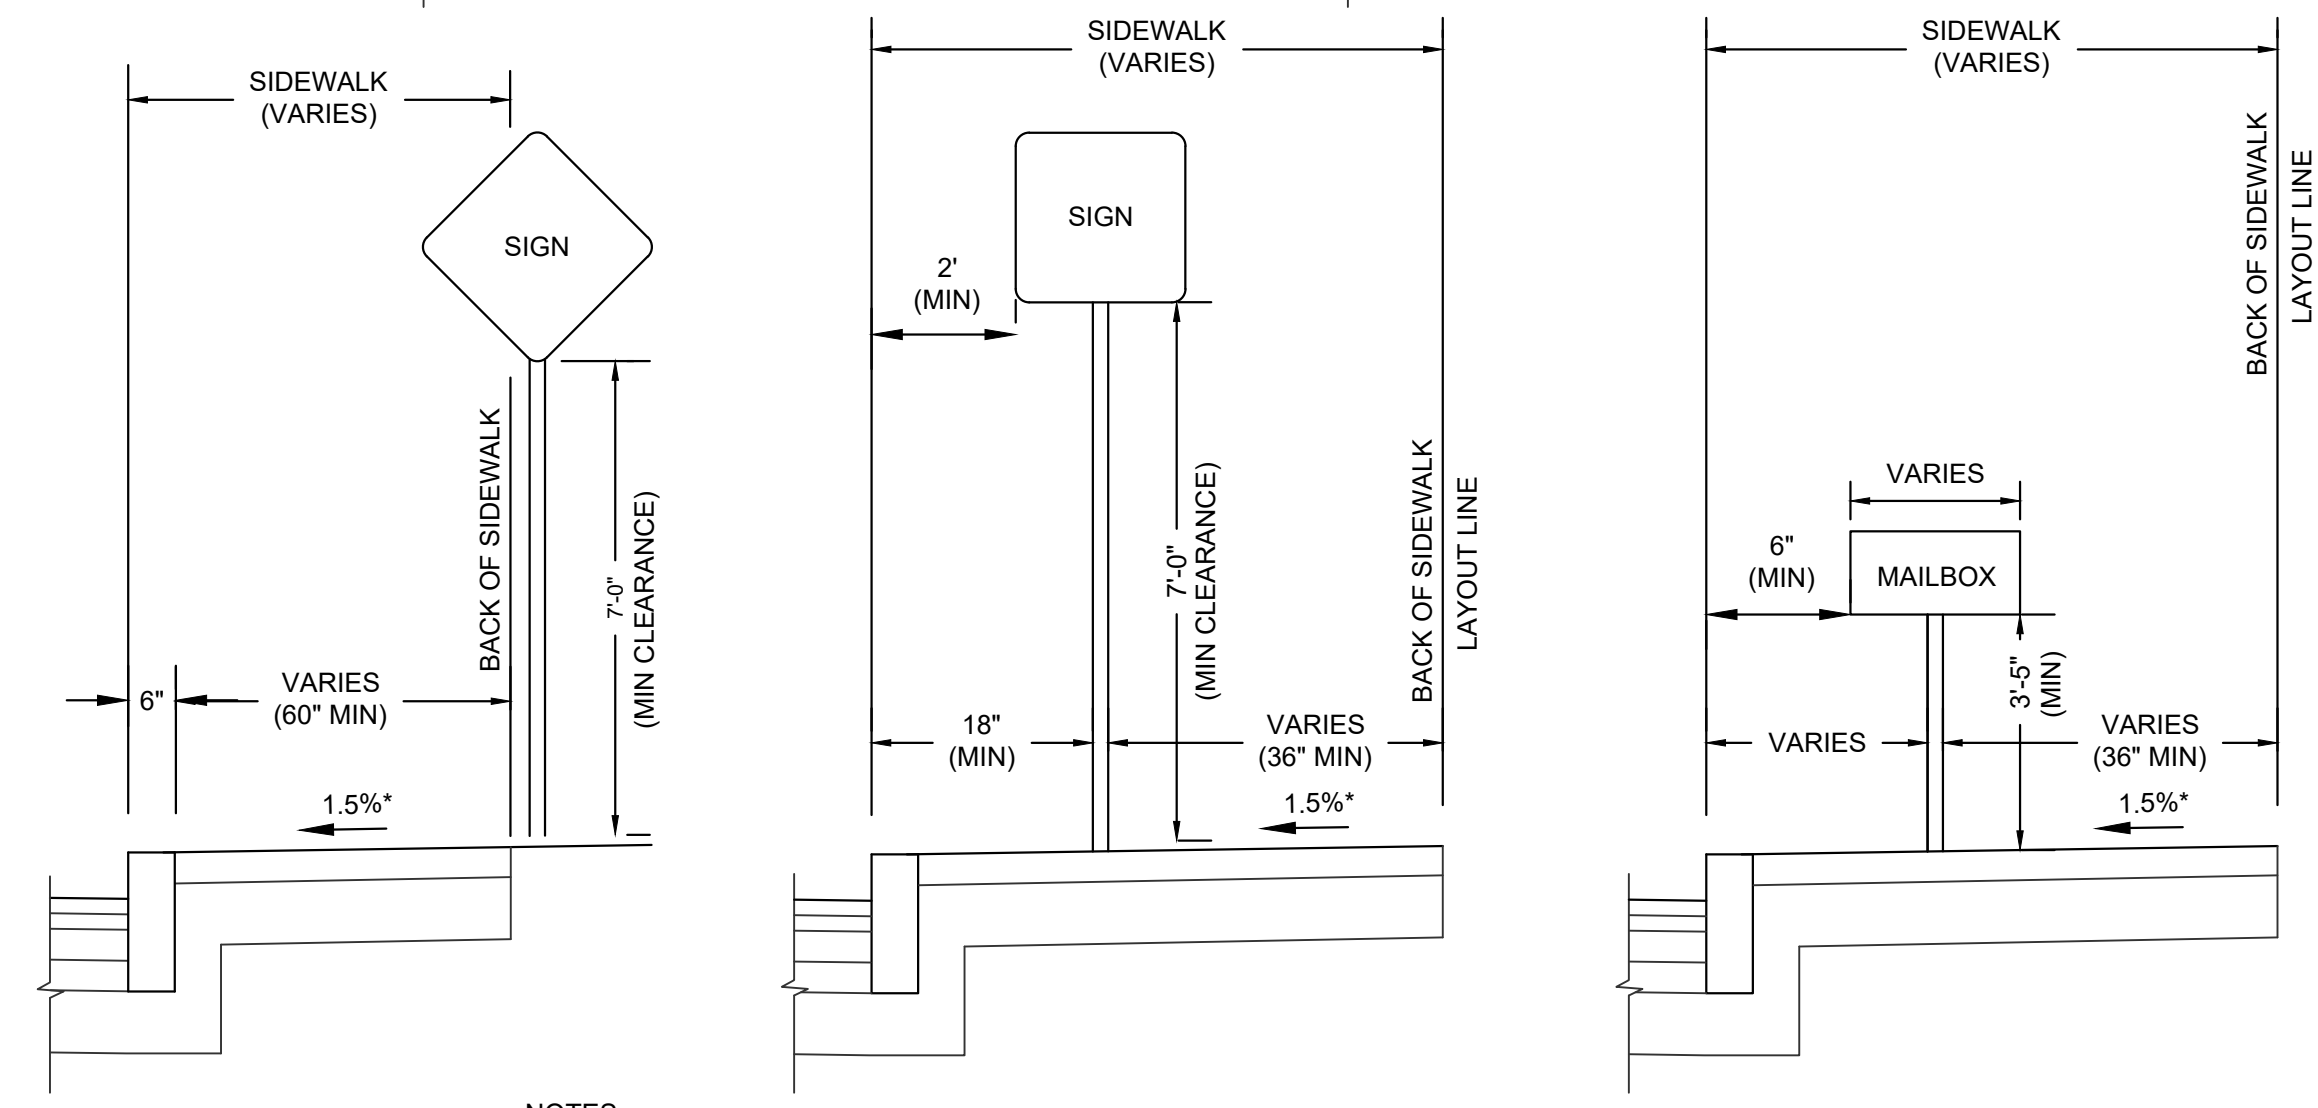 SIDEWALK
(VARIES)
SIGN
BACK OF SIDEWALK
7'-0"
(MIN CLEARANCE)
6"
VARIES
(60" MIN)
1.5%*
SIDEWALK
(VARIES)
SIGN
2'
(MIN)
7'-0"
(MIN CLEARANCE)
BACK OF SIDEWALK
LAYOUT LINE
18"
(MIN)
VARIES
(36" MIN)
1.5%*
SIDEWALK
(VARIES)
BACK OF SIDEWALK
LAYOUT LINE
VARIES
6"
(MIN)
MAILBOX
3'-5"
(MIN)
VARIES
VARIES
(36" MIN)
1.5%*
NOTES